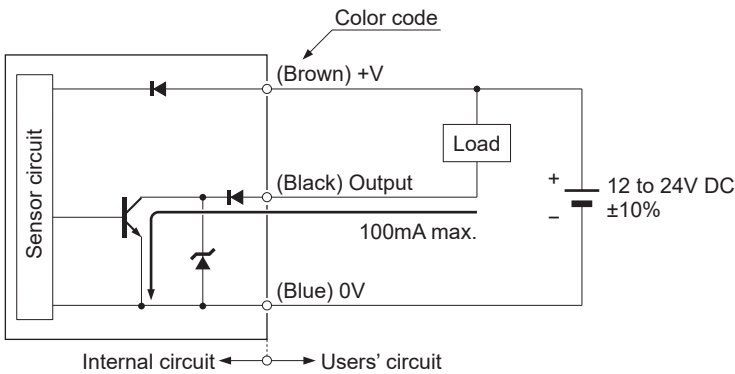 Color code
(Brown) +V
Sensor circuit
Load
(Black) Output
+
12 to 24V DC
−
±10%
100mA max.
(Blue) 0V
Internal circuit
Users’ circuit